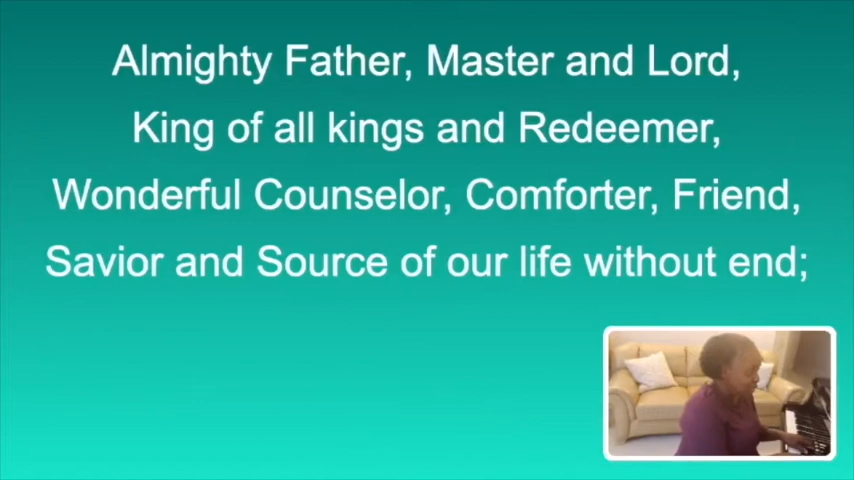 Almighty Father, Master and Lord,
King of all kings and Redeemer,
Wonderful Counselor, Comforter, Friend,
Savior and Source of our life without end;